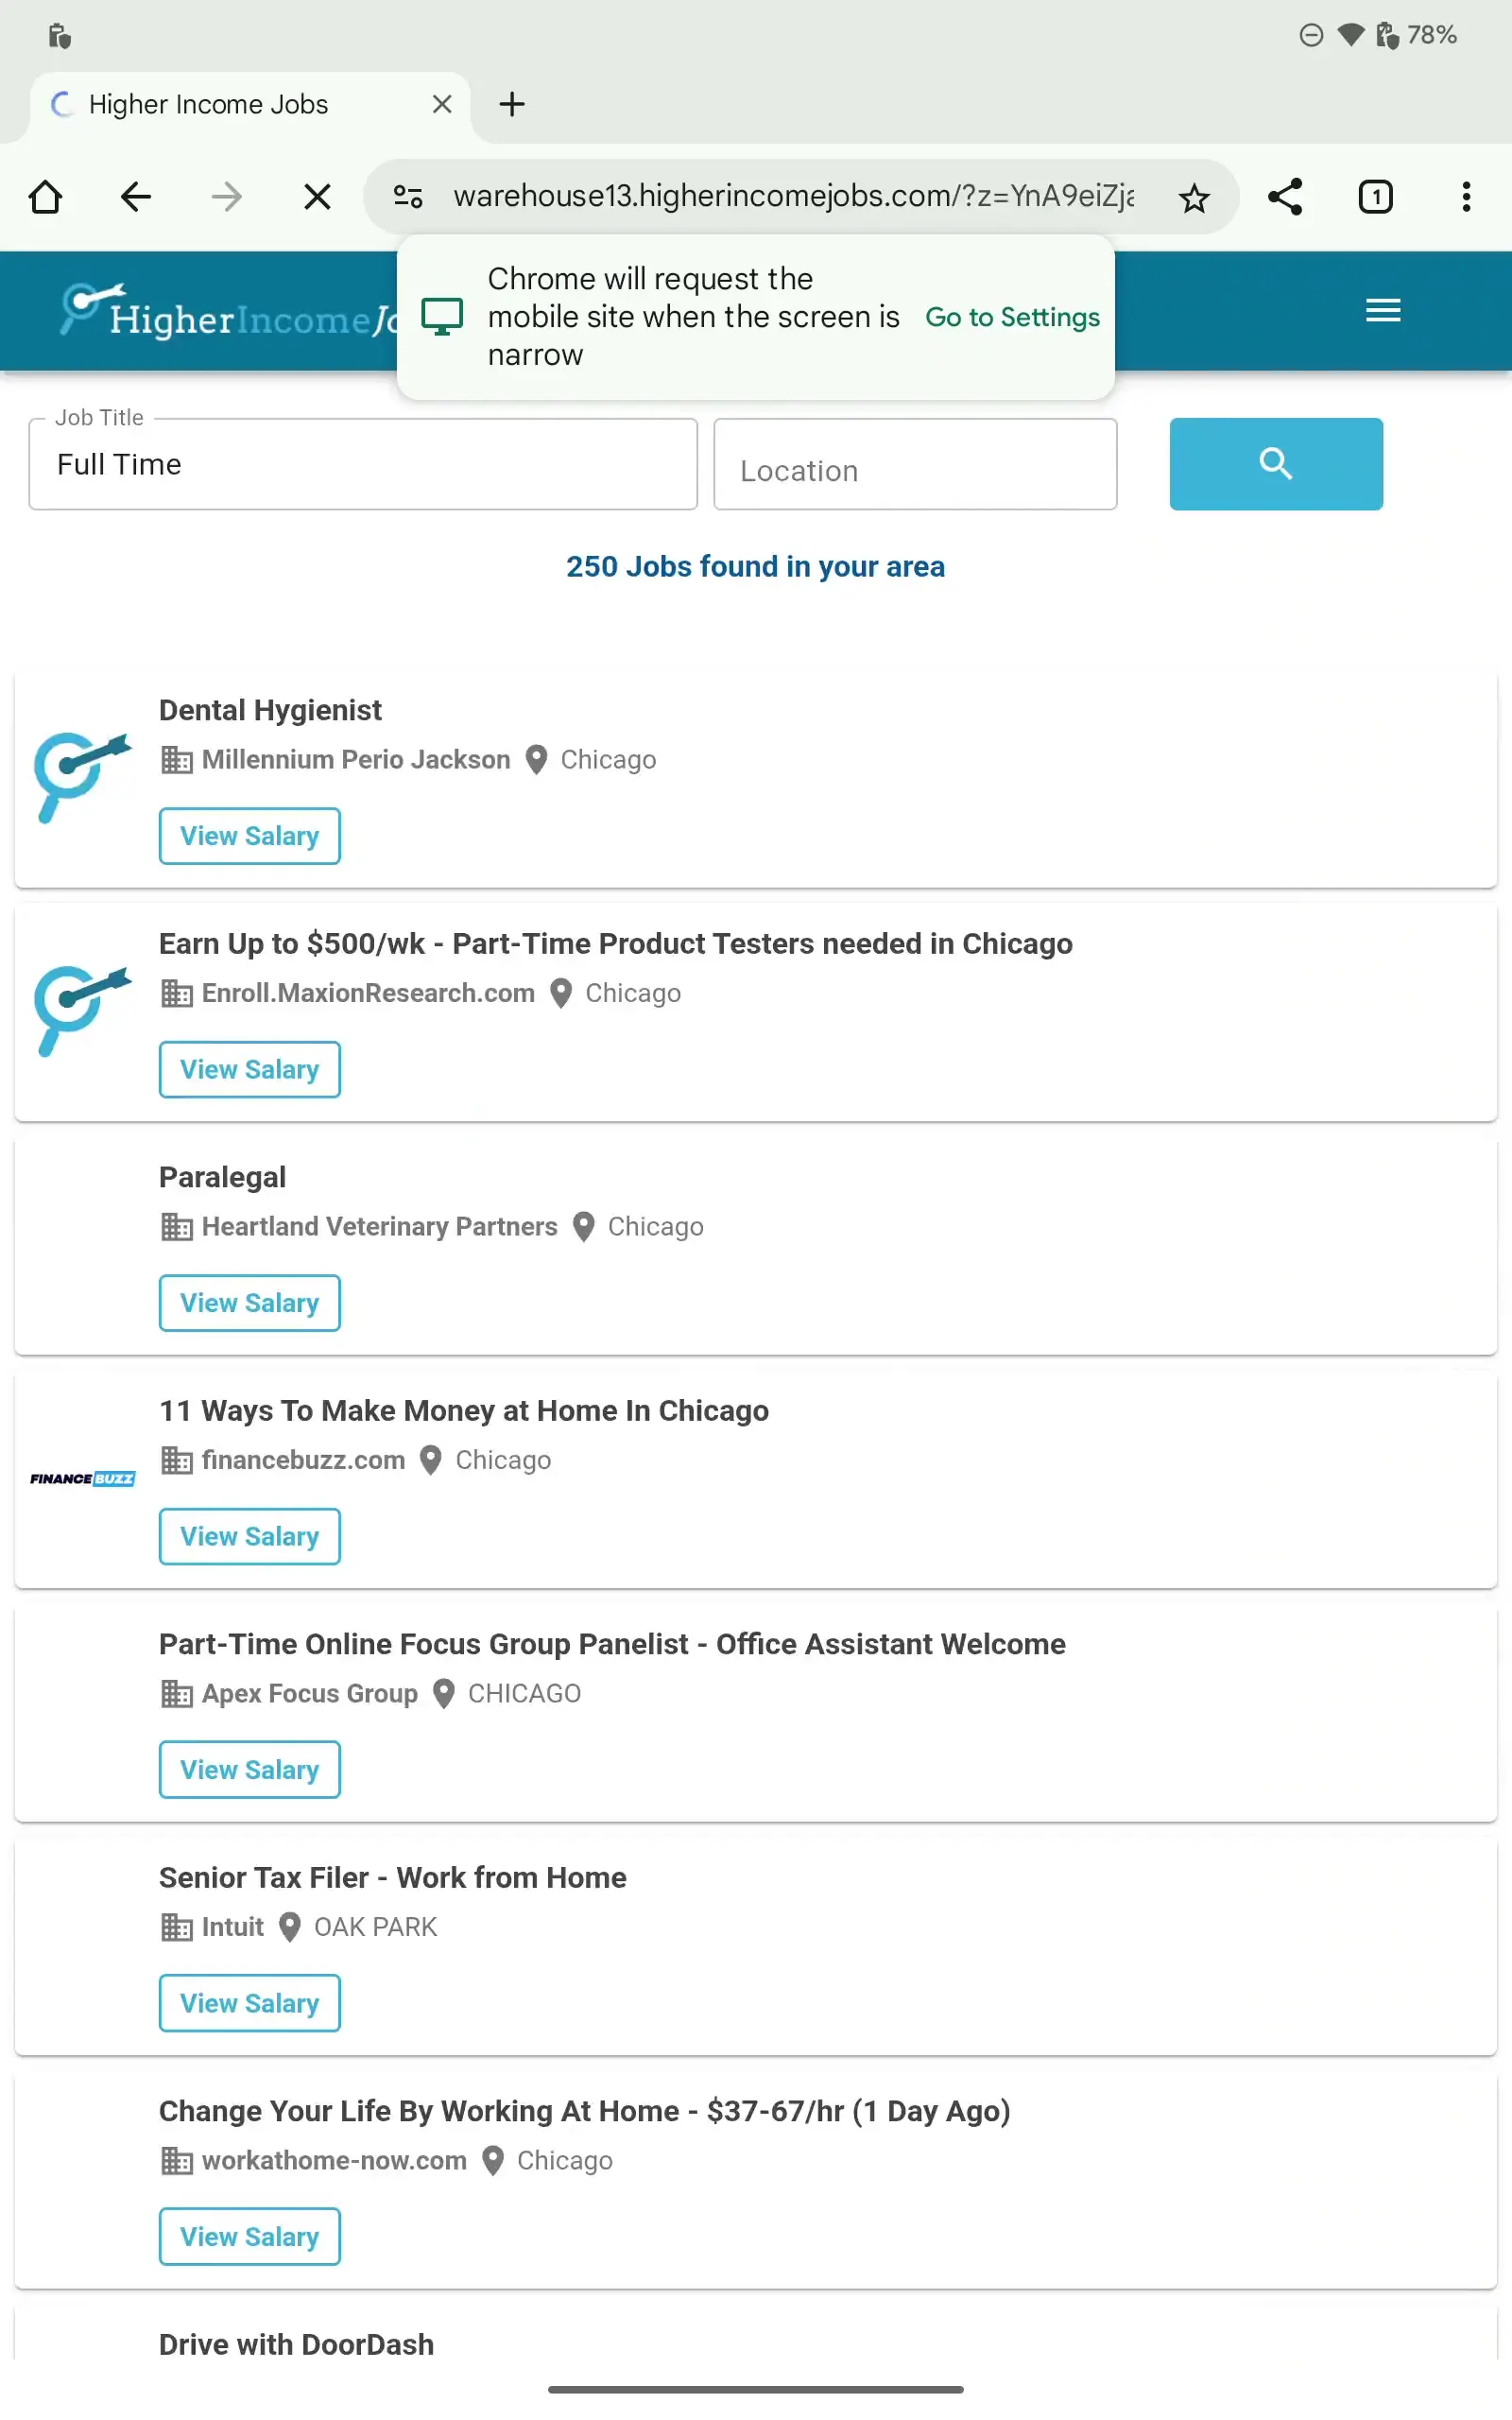 78%
Higher Income Jobs
warehouse13.higherincomejobs.com/?z=YnA9eiZj
HigherIncomeJo
Chrome will request the
mobile site when the screen is
narrow
Go to Settings
Job Title
Full Time
Location
250 Jobs found in your area
Dental Hygienist
Millennium Perio Jackson Chicago
View Salary
Earn Up to $500/wk - Part-Time Product Testers needed in Chicago
Enroll.MaxionResearch.com Chicago
View Salary
Paralegal
Heartland Veterinary Partners Chicago
View Salary
11 Ways To Make Money at Home In Chicago
FINANCEBUZZ
financebuzz.com Chicago
View Salary
Part-Time Online Focus Group Panelist - Office Assistant Welcome
Apex Focus Group CHICAGO
View Salary
Senior Tax Filer - Work from Home
Intuit OAK PARK
View Salary
Change Your Life By Working At Home - $37-67/hr (1 Day Ago)
workathome-now.com Chicago
View Salary
Drive with DoorDash